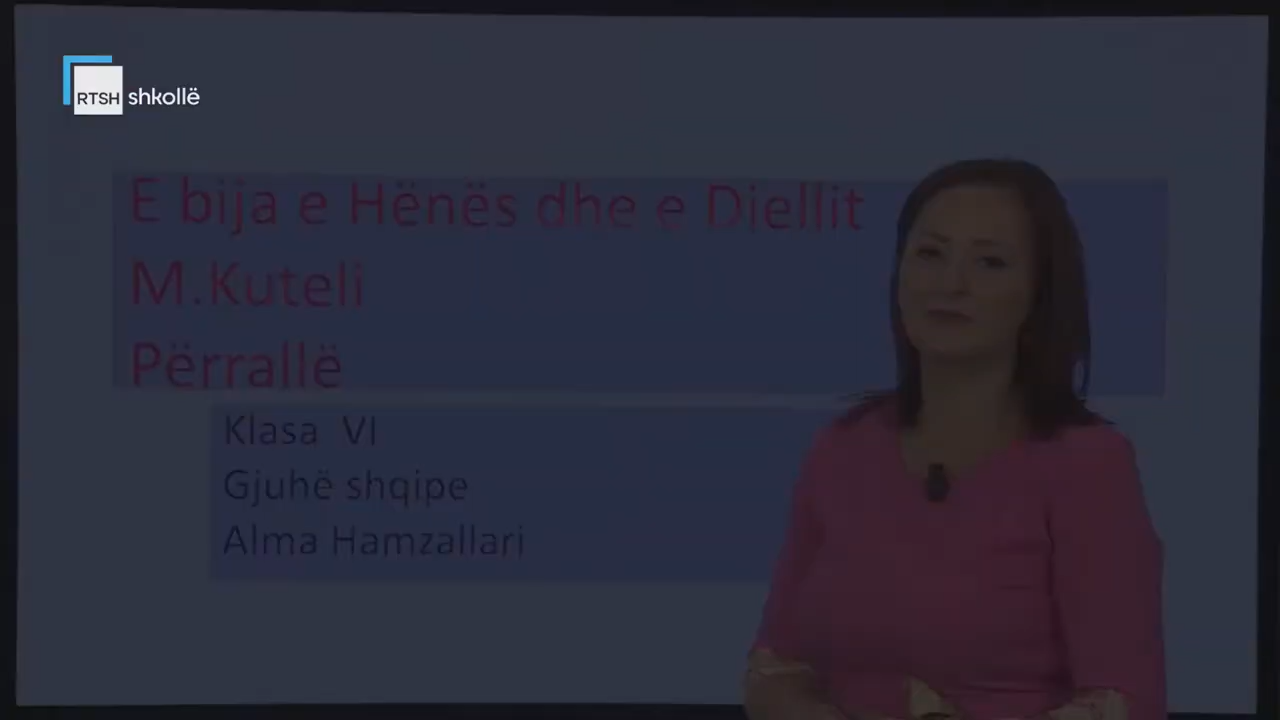 RTSH shkollë
E bija e Hënës dhe e Diellit
M.Kuteli
Përrallë
Klasa VI
Gjuhë shqipe
Alma Hamzallari